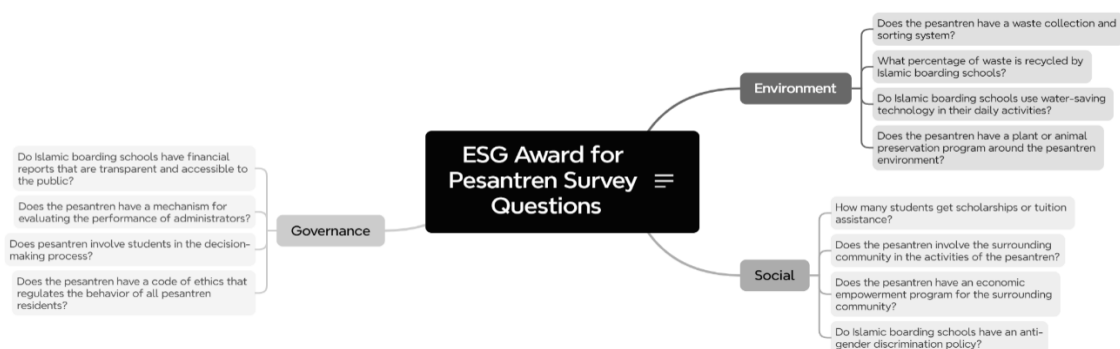 ESG Award for
Pesantren Survey
Questions
Environment
Does the pesantren have a waste collection and
sorting system?
What percentage of waste is recycled by
Islamic boarding schools?
Do Islamic boarding schools use water-saving
technology in their daily activities?
Does the pesantren have a plant or animal
preservation program around the pesantren
environment?
Social
How many students get scholarships or tuition
assistance?
Does the pesantren involve the surrounding
community in the activities of the pesantren?
Does the pesantren have an economic
empowerment program for the surrounding
community?
Do Islamic boarding schools have an anti-
gender discrimination policy?
Governance
Do Islamic boarding schools have financial
reports that are transparent and accessible to
the public?
Does the pesantren have a mechanism for
evaluating the performance of administrators?
Does pesantren involve students in the decision-
making process?
Does the pesantren have a code of ethics that
regulates the behavior of all pesantren
residents?